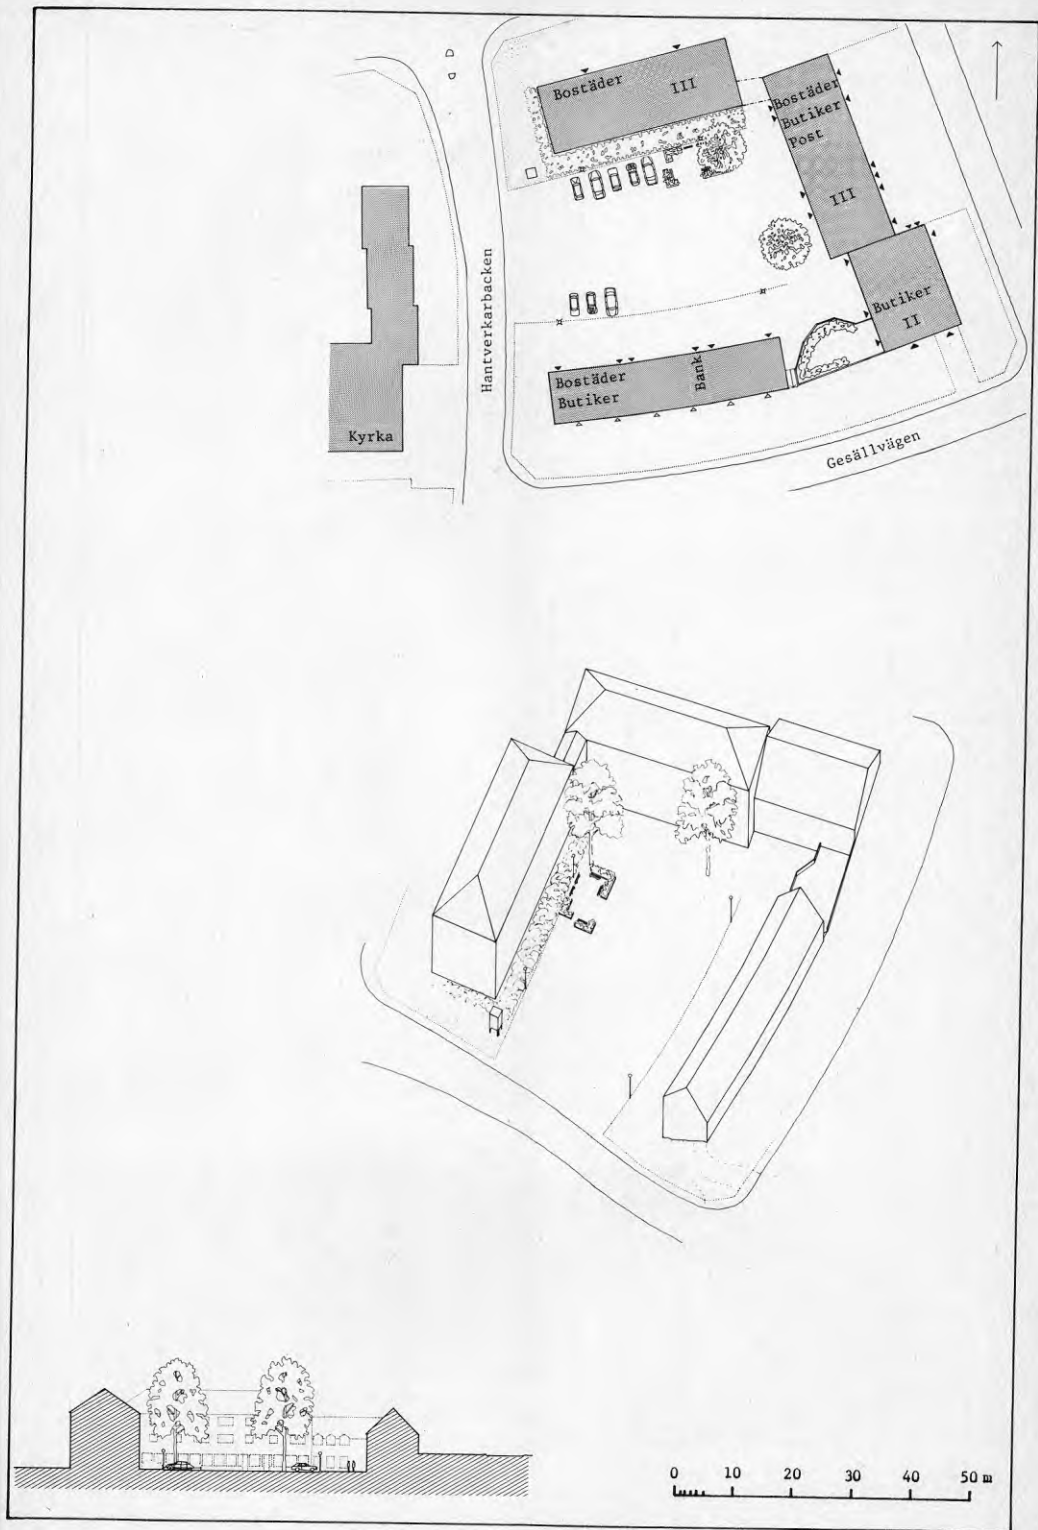 Bostäder
III
Bostäder
Butiker
Post
III
Hantverkarbacken
Butiker
II
Bostäder
Butiker
Bank
Kyrka
Gesällvägen
0 10 20 30 40 50 m